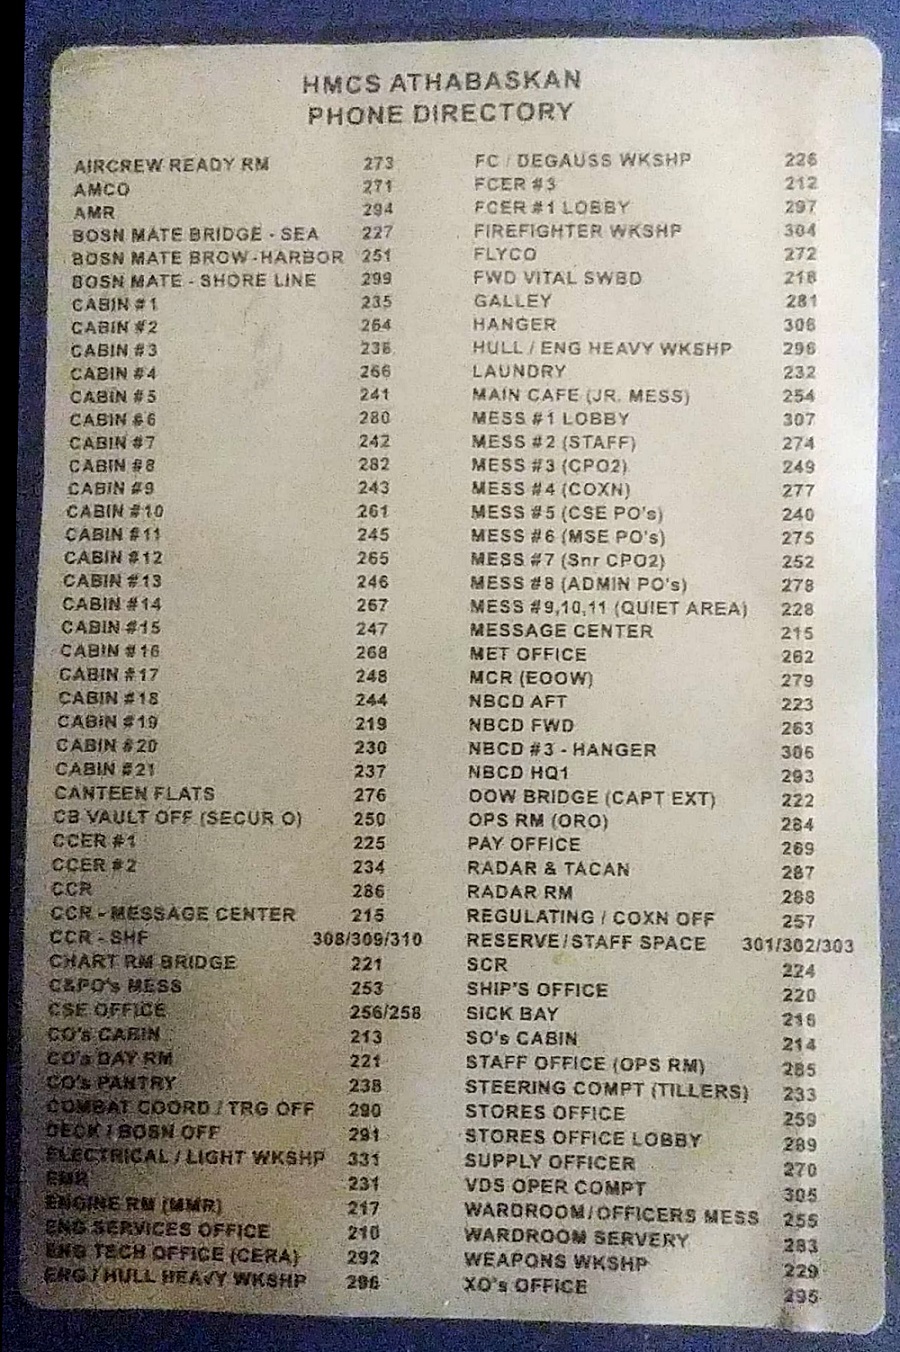 HMCS ATHABASKAN
PHONE DIRECTORY
AIRCREW READY RM 273
AMCO 271
AMR 294
BOSN MATE BRIDGE - SEA 227
BOSN MATE BROW - HARBOR 251
BOSN MATE - SHORE LINE 299
CABIN #1 235
CABIN #2 264
CABIN #3 236
CABIN #4 266
CABIN #5 241
CABIN #6 280
CABIN #7 242
CABIN #8 282
CABIN #9 243
CABIN #10 261
CABIN #11 245
CABIN #12 265
CABIN #13 246
CABIN #14 267
CABIN #15 247
CABIN #16 268
CABIN #17 248
CABIN #18 244
CABIN #19 219
CABIN #20 230
CABIN #21 237
CANTEEN FLATS 276
CB VAULT OFF (SECUR O) 250
CCER #1 225
CCER #2 234
CCR 286
CCR - MESSAGE CENTER 215
CCR - SHF 308/309/310
CHART RM BRIDGE 221
C&PO's MESS 253
CSE OFFICE 256/258
CO's CABIN 213
CO's DAY RM 221
CO's PANTRY 238
COMBAT COORD / TRG OFF 290
DECK / BOSN OFF 291
ELECTRICAL / LIGHT WKSHP 331
EMR 231
ENGINE RM (MMR) 217
ENG SERVICES OFFICE 210
ENG TECH OFFICE (CERA) 292
ENG / HULL HEAVY WKSHP 296
FC / DEGAUSS WKSHP 226
FCER #3 212
FCER #1 LOBBY 297
FIREFIGHTER WKSHP 304
FLYCO 272
FWD VITAL SWBD 218
GALLEY 281
HANGER 306
HULL / ENG HEAVY WKSHP 296
LAUNDRY 232
MAIN CAFE (JR. MESS) 254
MESS #1 LOBBY 307
MESS #2 (STAFF) 274
MESS #3 (CPO2) 249
MESS #4 (COXN) 277
MESS #5 (CSE PO's) 240
MESS #6 (MSE PO's) 275
MESS #7 (Snr CPO2) 252
MESS #8 (ADMIN PO's) 278
MESS #9,10,11 (QUIET AREA) 228
MESSAGE CENTER 215
MET OFFICE 262
MCR (EOOW) 279
NBCD AFT 223
NBCD FWD 263
NBCD #3 - HANGER 306
NBCD HQ1 293
OOW BRIDGE (CAPT EXT) 222
OPS RM (ORO) 284
PAY OFFICE 269
RADAR & TACAN 287
RADAR RM 288
REGULATING / COXN OFF 257
RESERVE/STAFF SPACE 301/302/303
SCR 224
SHIP'S OFFICE 220
SICK BAY 216
SO's CABIN 214
STAFF OFFICE (OPS RM) 285
STEERING COMPT (TILLERS) 233
STORES OFFICE 259
STORES OFFICE LOBBY 289
SUPPLY OFFICER 270
VDS OPER COMPT 305
WARDROOM/OFFICERS MESS 255
WARDROOM SERVERY 283
WEAPONS WKSHP 229
XO's OFFICE 295